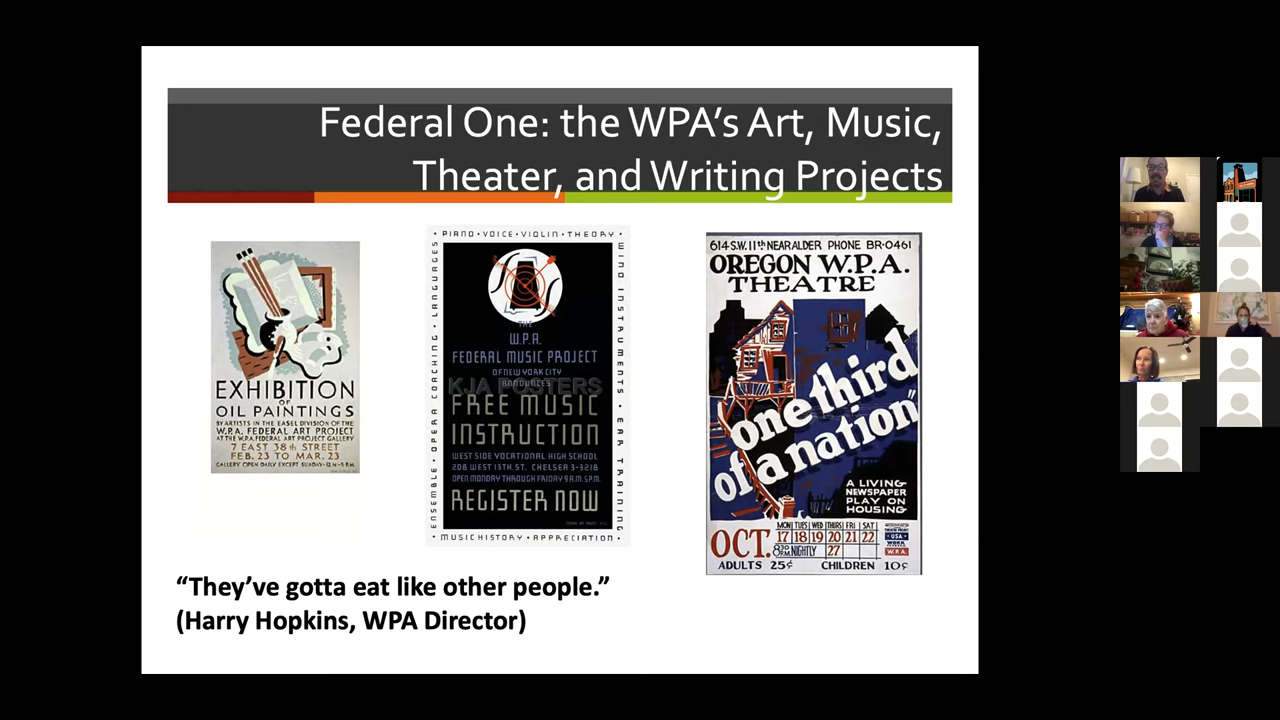 Federal One: the WPA's Art, Music,
Theater, and Writing Projects
EXHIBITION
OF
OIL PAINTINGS
BY ARTISTS IN THE EASEL DIVISION OF THE
W.P.A. FEDERAL ART PROJECT
AT THE W.P.A. FEDERAL ART PROJECT GALLERY
7 EAST 38th STREET
FEB. 23 TO MAR. 23
GALLERY OPEN DAILY EXCEPT SUNDAY·12 N–5 P.M.
PIANO·VOICE·VIOLIN·THEORY
WIND INSTRUMENTS · EAR TRAINING
ENSEMBLE · OPERA COACHING · LANGUAGES
THE
W.P.A.
FEDERAL MUSIC PROJECT
OF NEW YORK CITY
ANNOUNCES
KJA POSTERS
FREE MUSIC
INSTRUCTION
WEST SIDE VOCATIONAL HIGH SCHOOL
208 WEST 13TH ST. CHELSEA 3-3218
OPEN MONDAY THROUGH FRIDAY 9 A.M. 5 P.M.
REGISTER NOW
MUSIC HISTORY · APPRECIATION
614 S.W. 11th NEAR ALDER PHONE BR·0461
OREGON W.P.A.
THEATRE
one third
of a nation"
A LIVING
NEWSPAPER
PLAY ON
HOUSING
OCT.
MON TUES WED THURS FRI SAT
17 18 19 20 21 22
8:30 P.M. NIGHTLY 27
USA
WORK
W.P.A.
ADULTS 25¢ CHILDREN 10¢
"They've gotta eat like other people."
(Harry Hopkins, WPA Director)